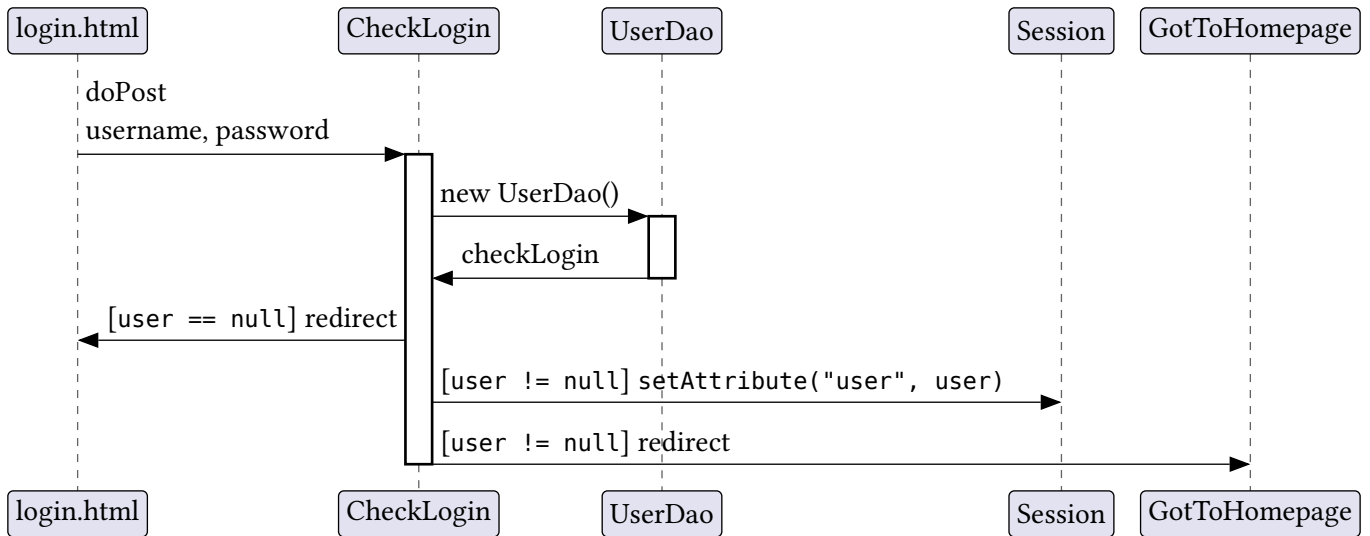 login.html
CheckLogin
UserDao
Session
GotToHomepage
doPost
username, password
new UserDao()
checkLogin
[user == null] redirect
[user != null] setAttribute("user", user)
[user != null] redirect
login.html
CheckLogin
UserDao
Session
GotToHomepage